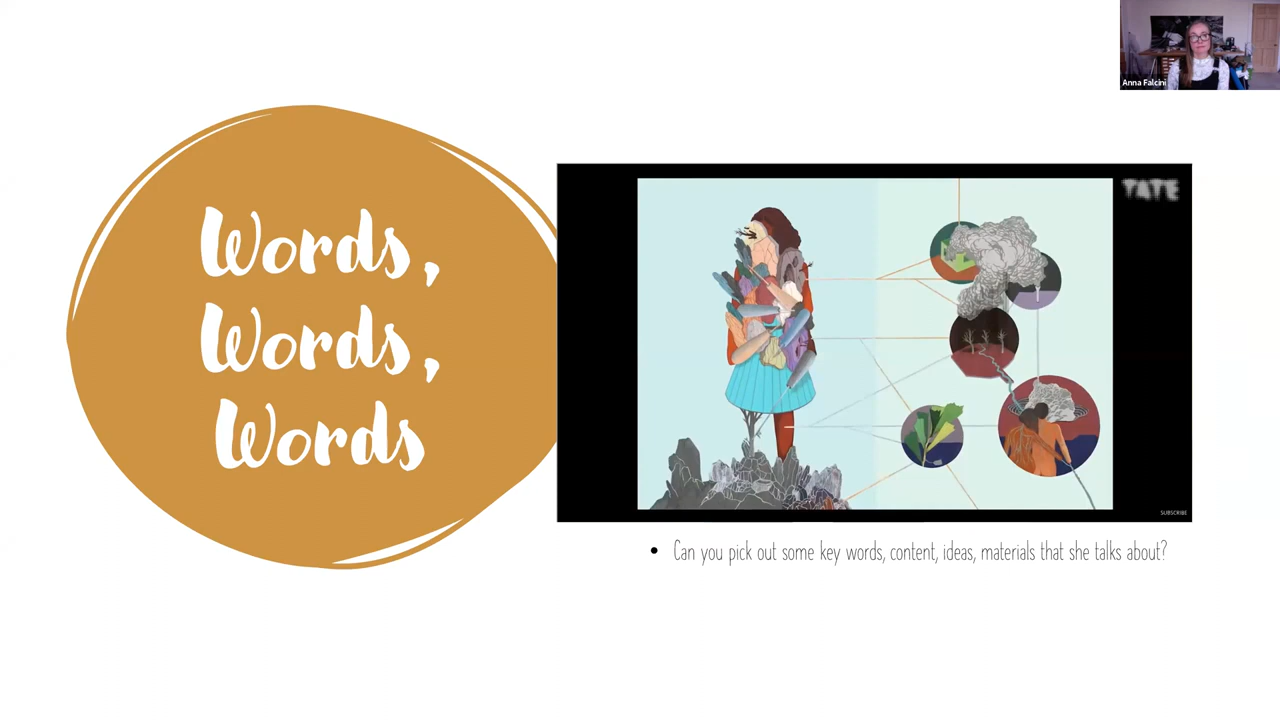 Anna Falcini
Words,
Words,
Words
TATE
SUBSCRIBE
• Can you pick out some key words, content, ideas, materials that she talks about?